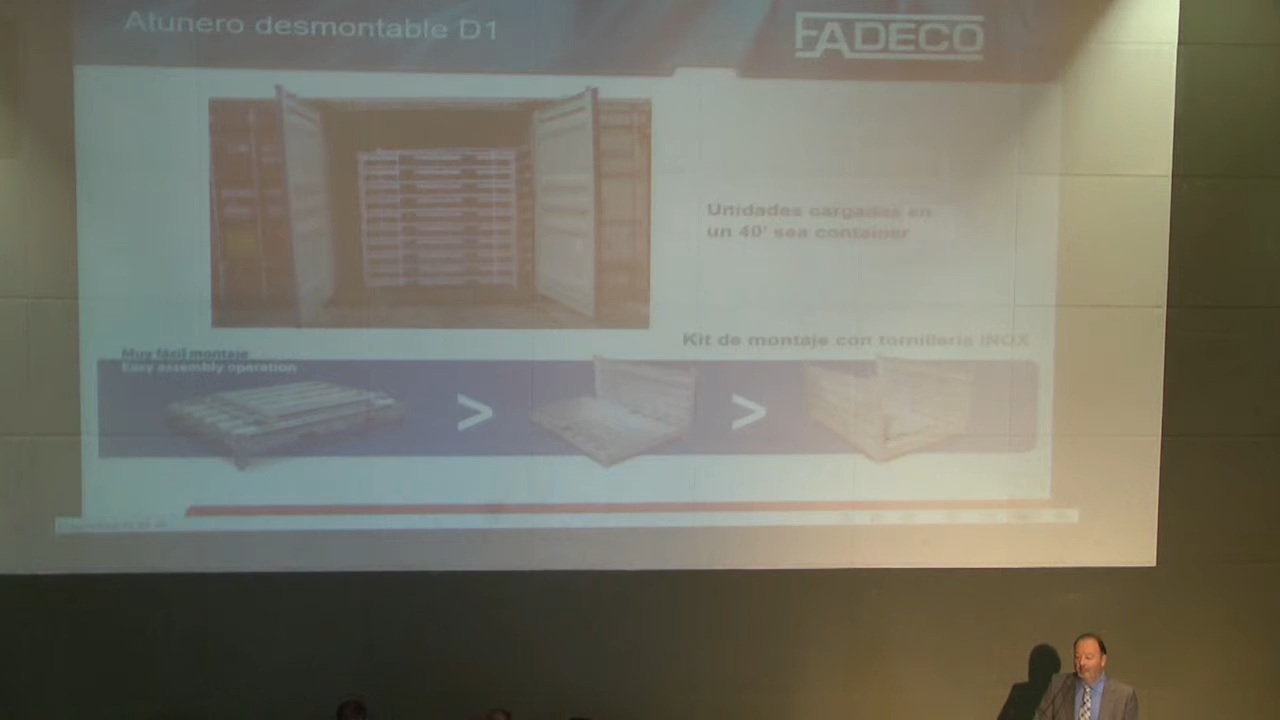 Atunero desmontable D1
FADECO
Unidades cargadas en
un 40' sea container
Kit de montaje con tornillería INOX
Muy fácil montaje
Easy assembly operation
>
>